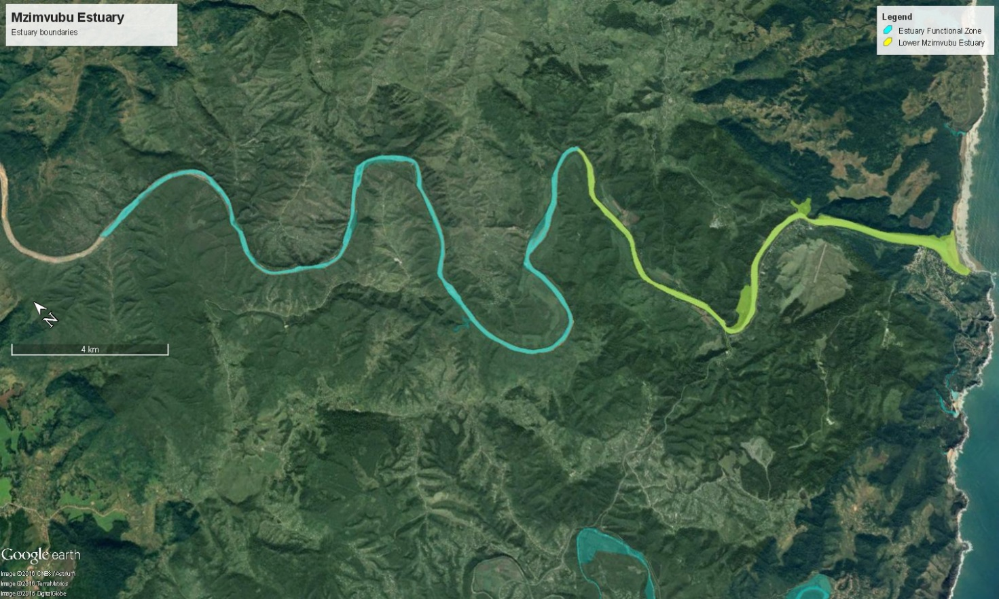 Mzimvubu Estuary
Estuary boundaries
Legend
Estuary Functional Zone
Lower Mzimvubu Estuary
N
4 km
Google earth
Image ©2016 CNES / Astrium
Image ©2016 TerraMetrics
Image ©2016 DigitalGlobe